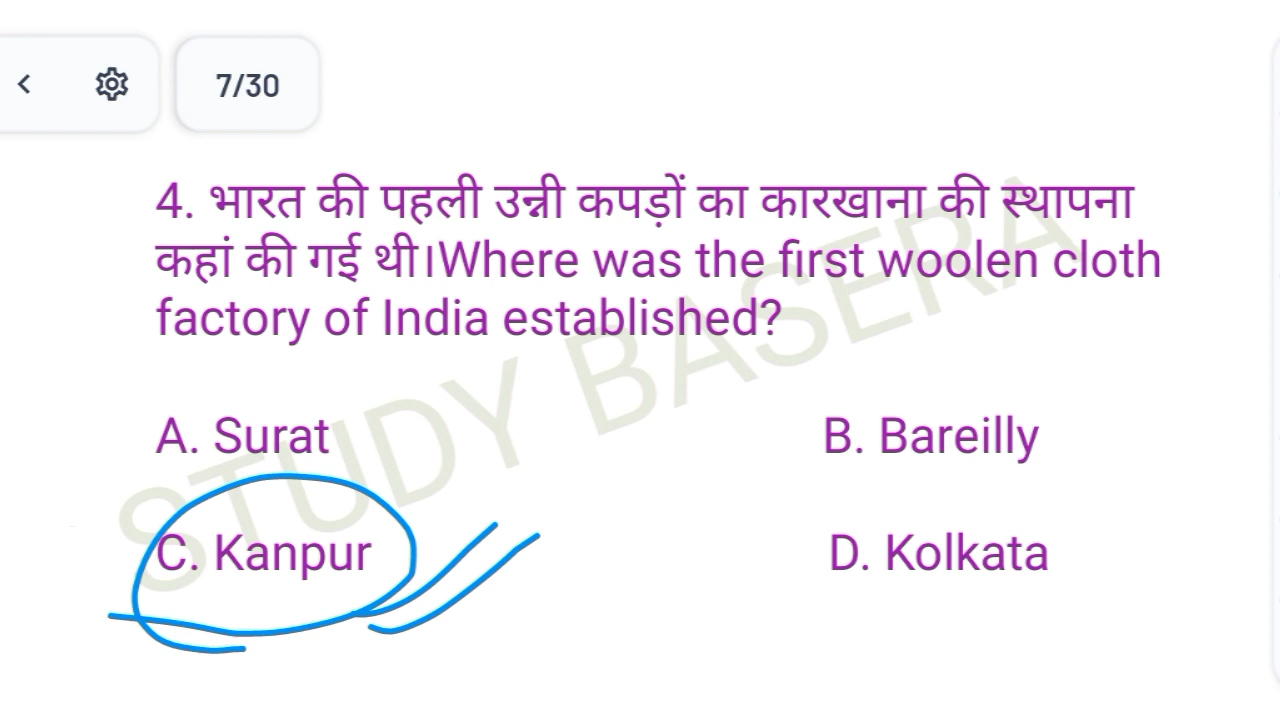 7/30
4. भारत की पहली उन्नी कपड़ों का कारखाना की स्थापना
कहां की गई थी।Where was the first woolen cloth
factory of India established?
A. Surat
B. Bareilly
C. Kanpur
D. Kolkata
STUDY BASERA